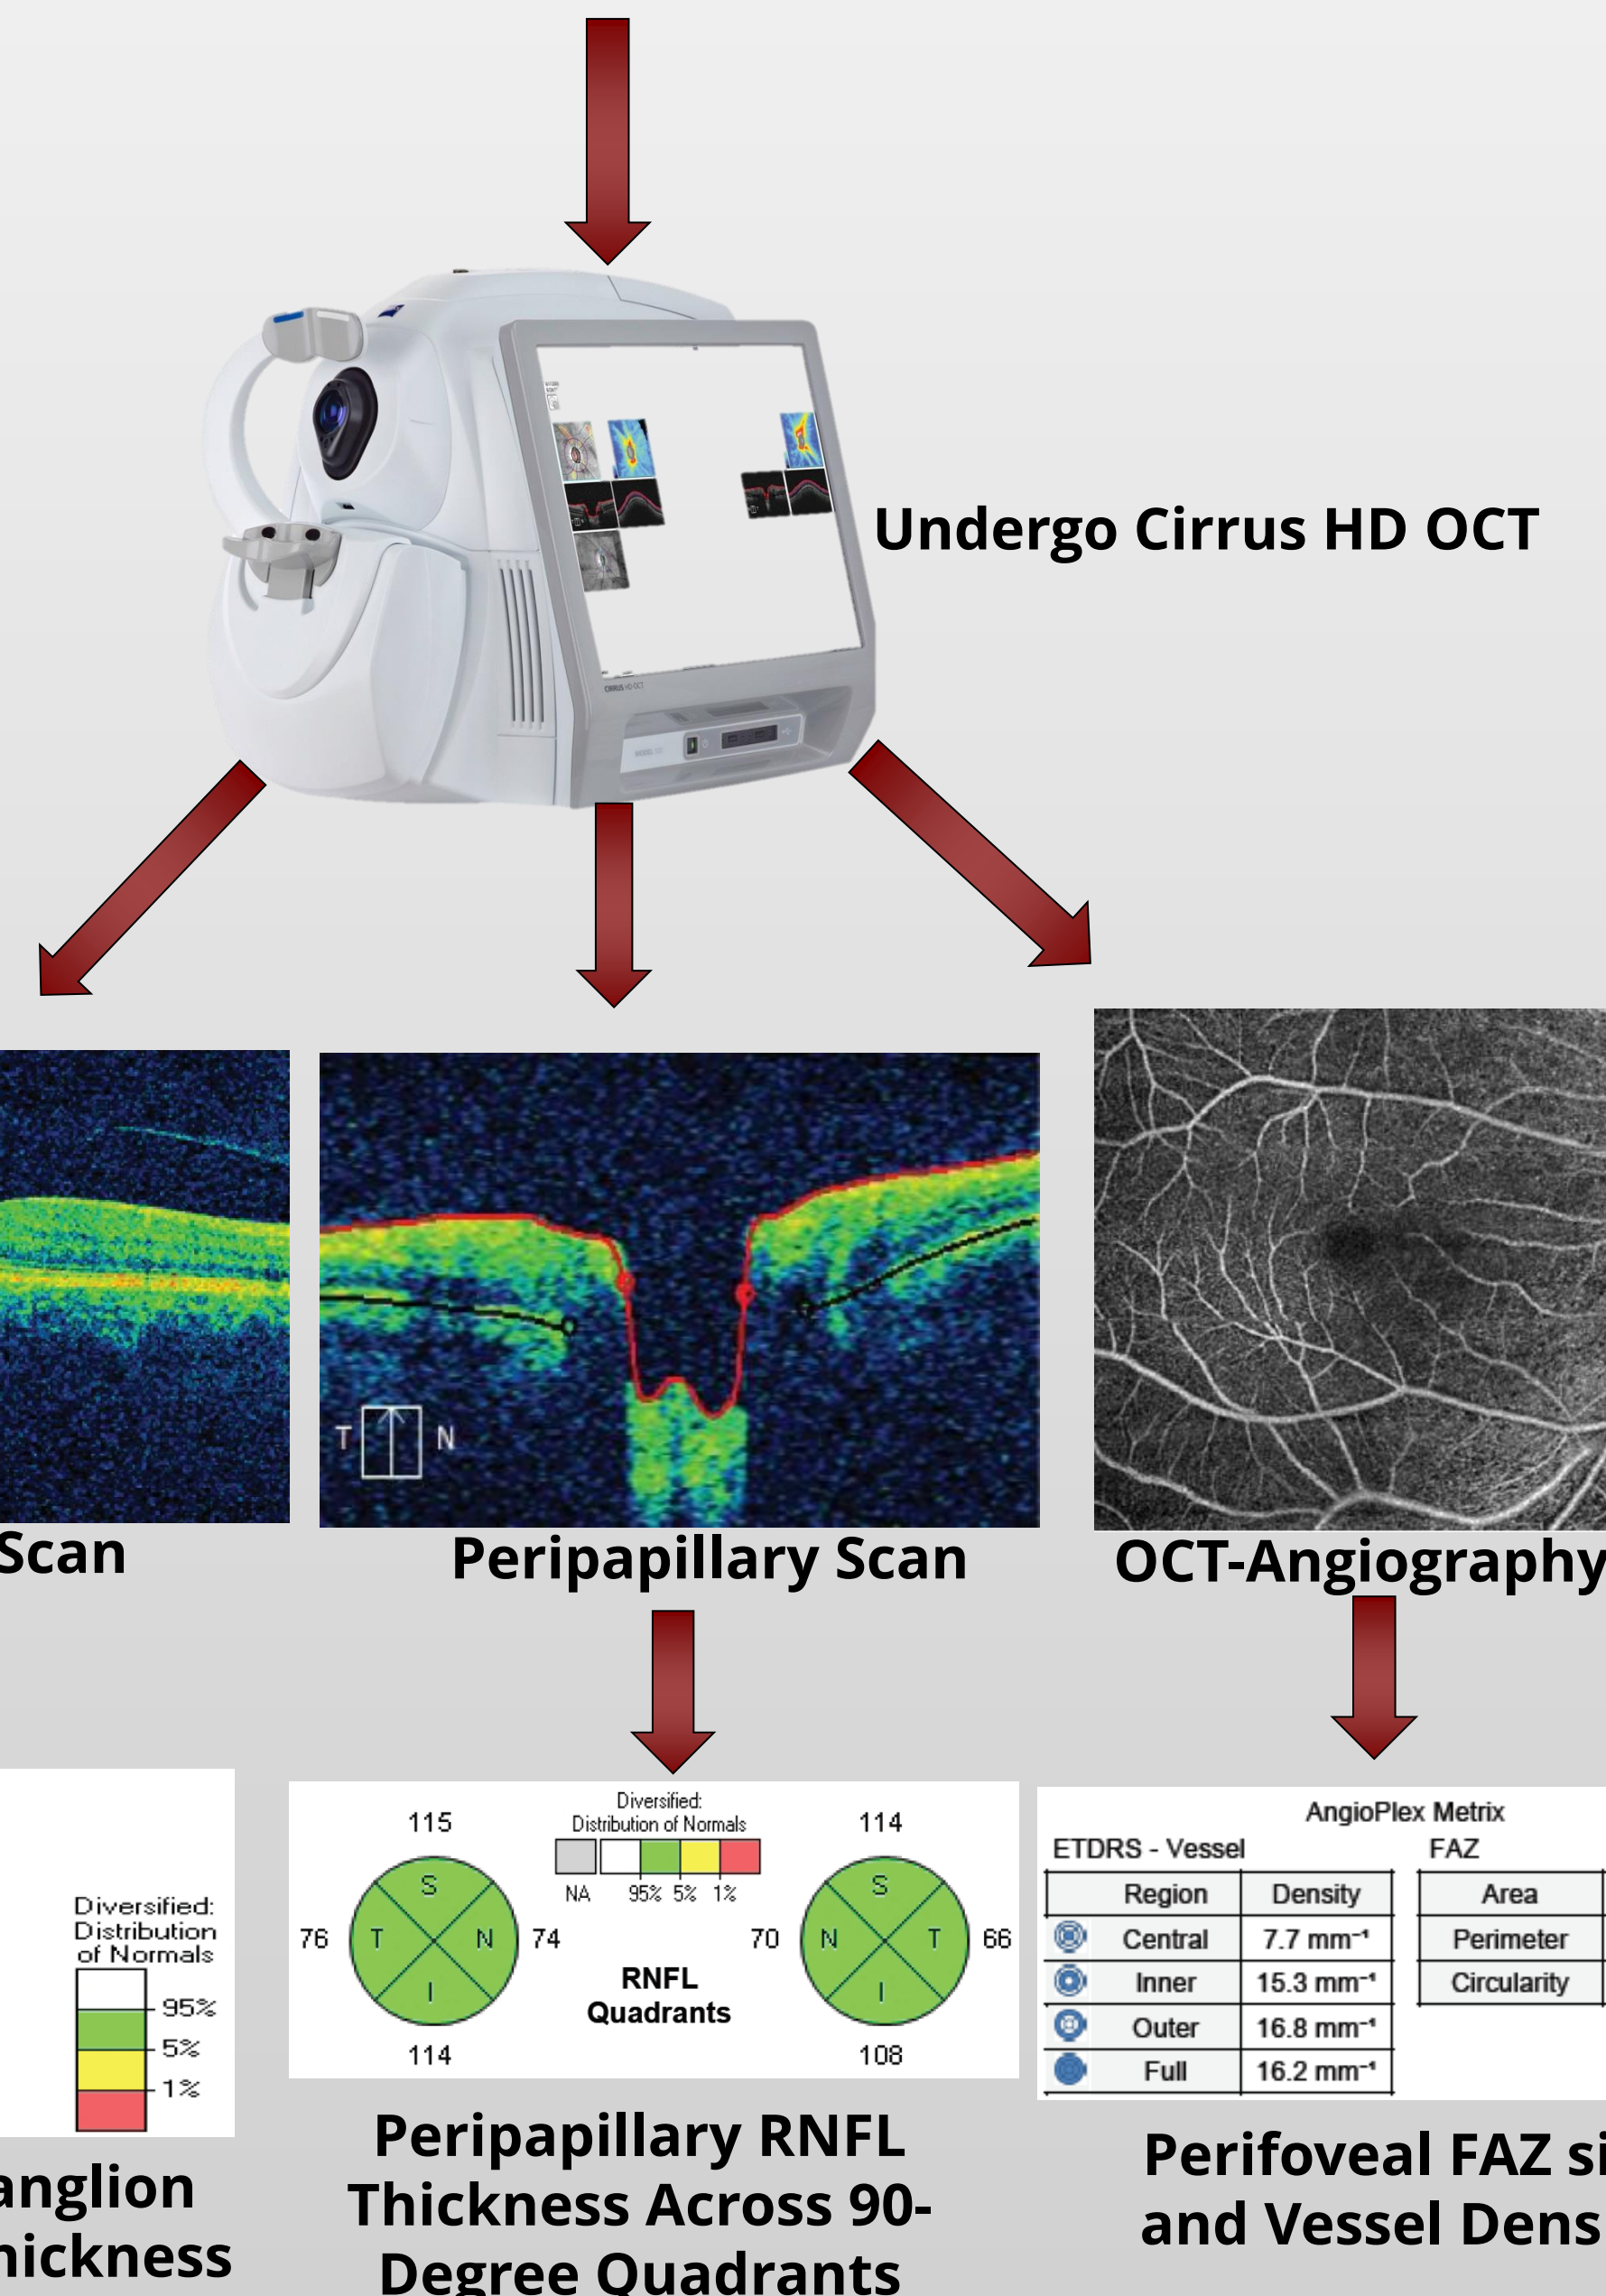 CIRRUS HD-OCT
Undergo Cirrus HD OCT
T N
Scan
Peripapillary Scan
OCT-Angiography
Diversified:
Distribution
of Normals
95%
5%
1%
anglion
hickness
Diversified:
Distribution of Normals
NA 95% 5% 1%
115
S
76 T N 74
I
114
RNFL
Quadrants
114
S
70 N T 66
I
108
Peripapillary RNFL
Thickness Across 90-
Degree Quadrants
AngioPlex Metrix
ETDRS - Vessel FAZ
Region Density
Central 7.7 mm⁻¹
Inner 15.3 mm⁻¹
Outer 16.8 mm⁻¹
Full 16.2 mm⁻¹
Area
Perimeter
Circularity
Perifoveal FAZ si
and Vessel Dens